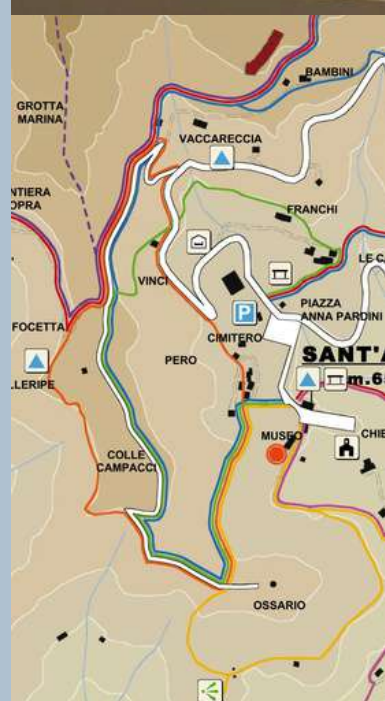 BAMBINI
GROTTA
MARINA
VACCARECCIA
NTIERA
OPRA
FRANCHI
LE C
VINCI
P
PIAZZA
ANNA PARDINI
FOCETTA
CIMITERO
SANT'A
m.6
PERO
LLERIPE
MUSEO
CHIE
COLLE
CAMPACCI
OSSARIO